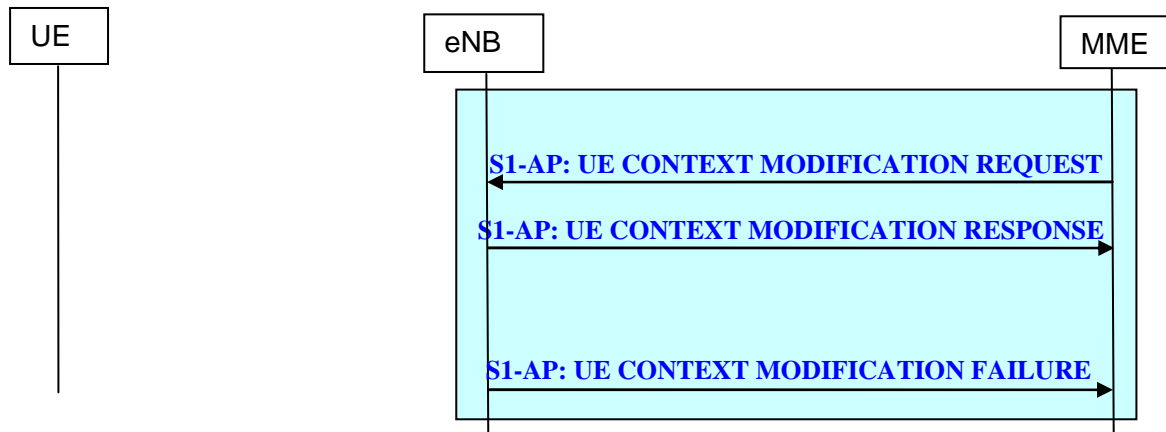 UE
eNB
MME
S1-AP: UE CONTEXT MODIFICATION REQUEST
S1-AP: UE CONTEXT MODIFICATION RESPONSE
S1-AP: UE CONTEXT MODIFICATION FAILURE